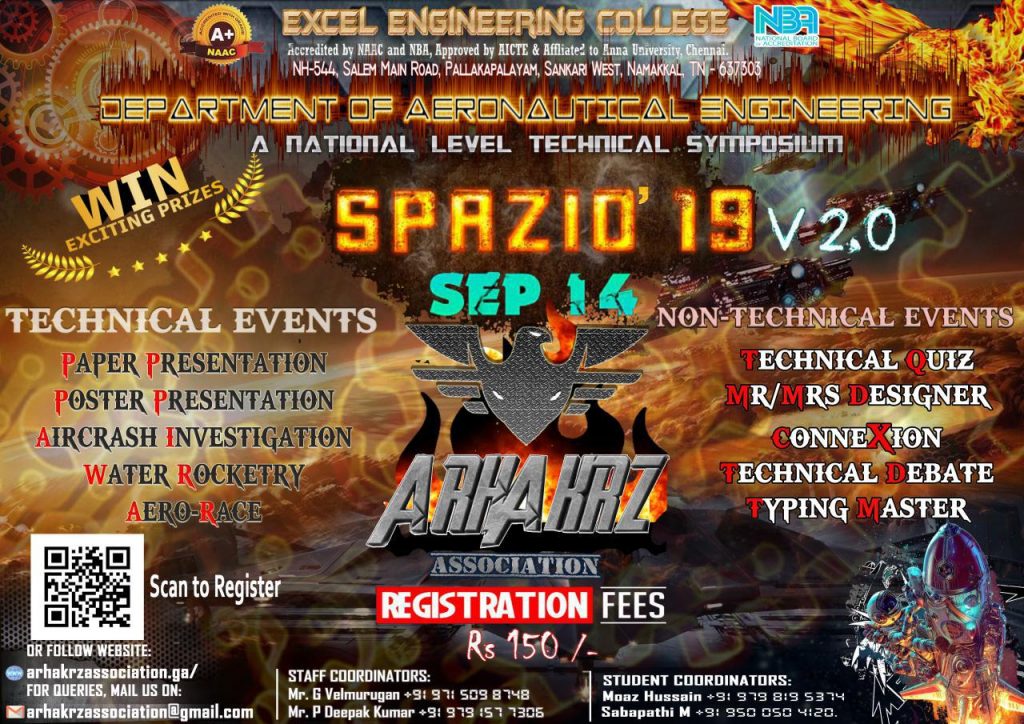 A+
NAAC
EXCEL ENGINEERING COLLEGE
NBA
NATIONAL BOARD
of ACCREDITATION
Accredited by NAAC and NBA, Approved by AICTE & Affiliated to Anna University, Chennai.
NH-544, Salem Main Road, Pallakapalayam, Sankari West, Namakkal, TN - 637303
DEPARTMENT OF AERONAUTICAL ENGINEERING
A NATIONAL LEVEL TECHNICAL SYMPOSIUM
WIN
EXCITING PRIZES
SPAZIO'19 V 2.0
SEP 14
TECHNICAL EVENTS
PAPER PRESENTATION
POSTER PRESENTATION
AIRCRASH INVESTIGATION
WATER ROCKETRY
AERO-RACE
NON-TECHNICAL EVENTS
TECHNICAL QUIZ
MR/MRS DESIGNER
CONNEXION
TECHNICAL DEBATE
TYPING MASTER
ARHAKRZ
ASSOCIATION
Scan to Register
REGISTRATION FEES
Rs 150 /-
OR FOLLOW WEBSITE:
arhakrzassociation.ga/
FOR QUERIES, MAIL US ON:
arhakrzassociation@gmail.com
STAFF COORDINATORS:
Mr. G Velmurugan +91 971 509 8748
Mr. P Deepak Kumar +91 979 157 7306
STUDENT COORDINATORS:
Moaz Hussain +91 979 819 5374
Sabapathi M +91 950 050 4120.